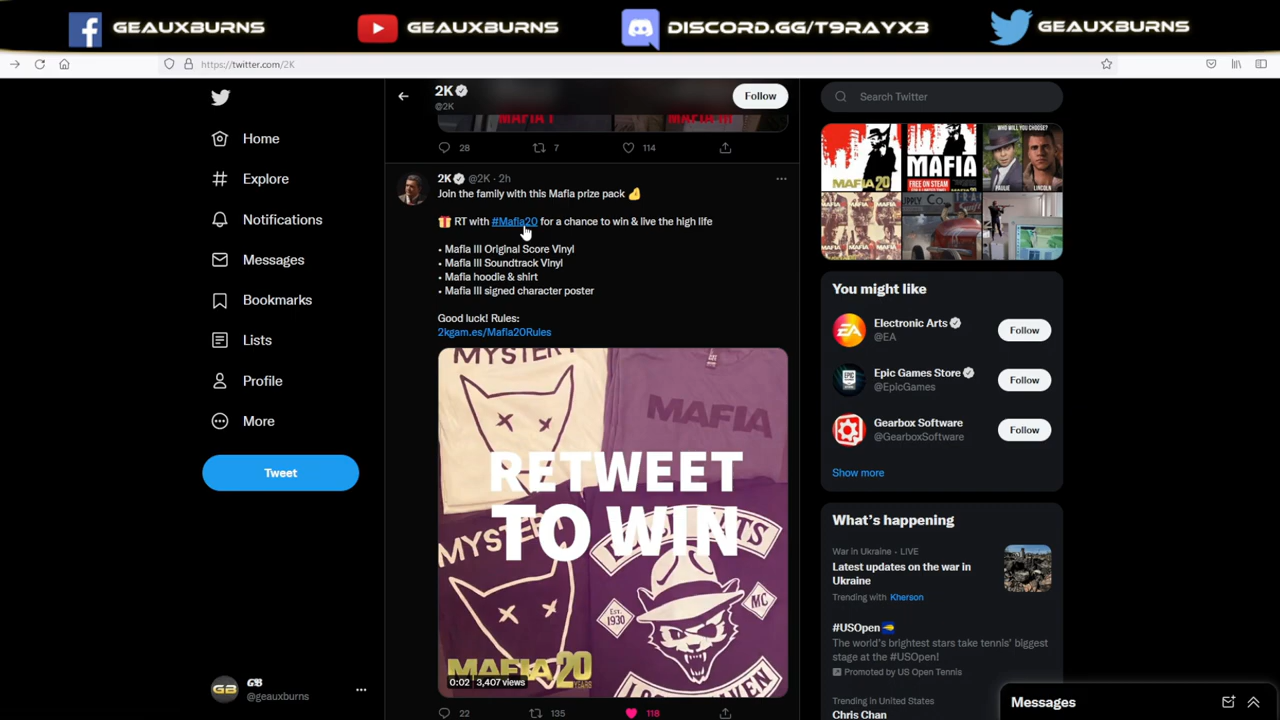 GEAUXBURNS
GEAUXBURNS
DISCORD.GG/T9RAYX3
GEAUXBURNS
https://twitter.com/2K
2K
@2K
Follow
Search Twitter
MAFIA I
MAFIA III
28
7
114
Home
Explore
Notifications
Messages
Bookmarks
Lists
Profile
More
Tweet
GB
GB
@geauxburns
2K @2K · 2h
Join the family with this Mafia prize pack
RT with #Mafia20 for a chance to win & live the high life
• Mafia III Original Score Vinyl
• Mafia III Soundtrack Vinyl
• Mafia hoodie & shirt
• Mafia III signed character poster
Good luck! Rules:
2kgam.es/Mafia20Rules
MYSTERY
MAFIA
RETWEET
TO WIN
MYSTERY
Est.
1930
MC
MAFIA 20
YEARS
0:02
3,407 views
22
135
118
MAFIA 20
MAFIA
FREE ON STEAM
WHO WILL YOU CHOOSE?
PAULIE
LINCOLN
You might like
Electronic Arts
@EA
Follow
Epic Games Store
@EpicGames
Follow
Gearbox Software
@GearboxSoftware
Follow
Show more
What's happening
War in Ukraine · LIVE
Latest updates on the war in
Ukraine
Trending with Kherson
#USOpen
The world's brightest stars take tennis' biggest
stage at the #USOpen!
Promoted by US Open Tennis
Trending in United States
Chris Chan
Messages